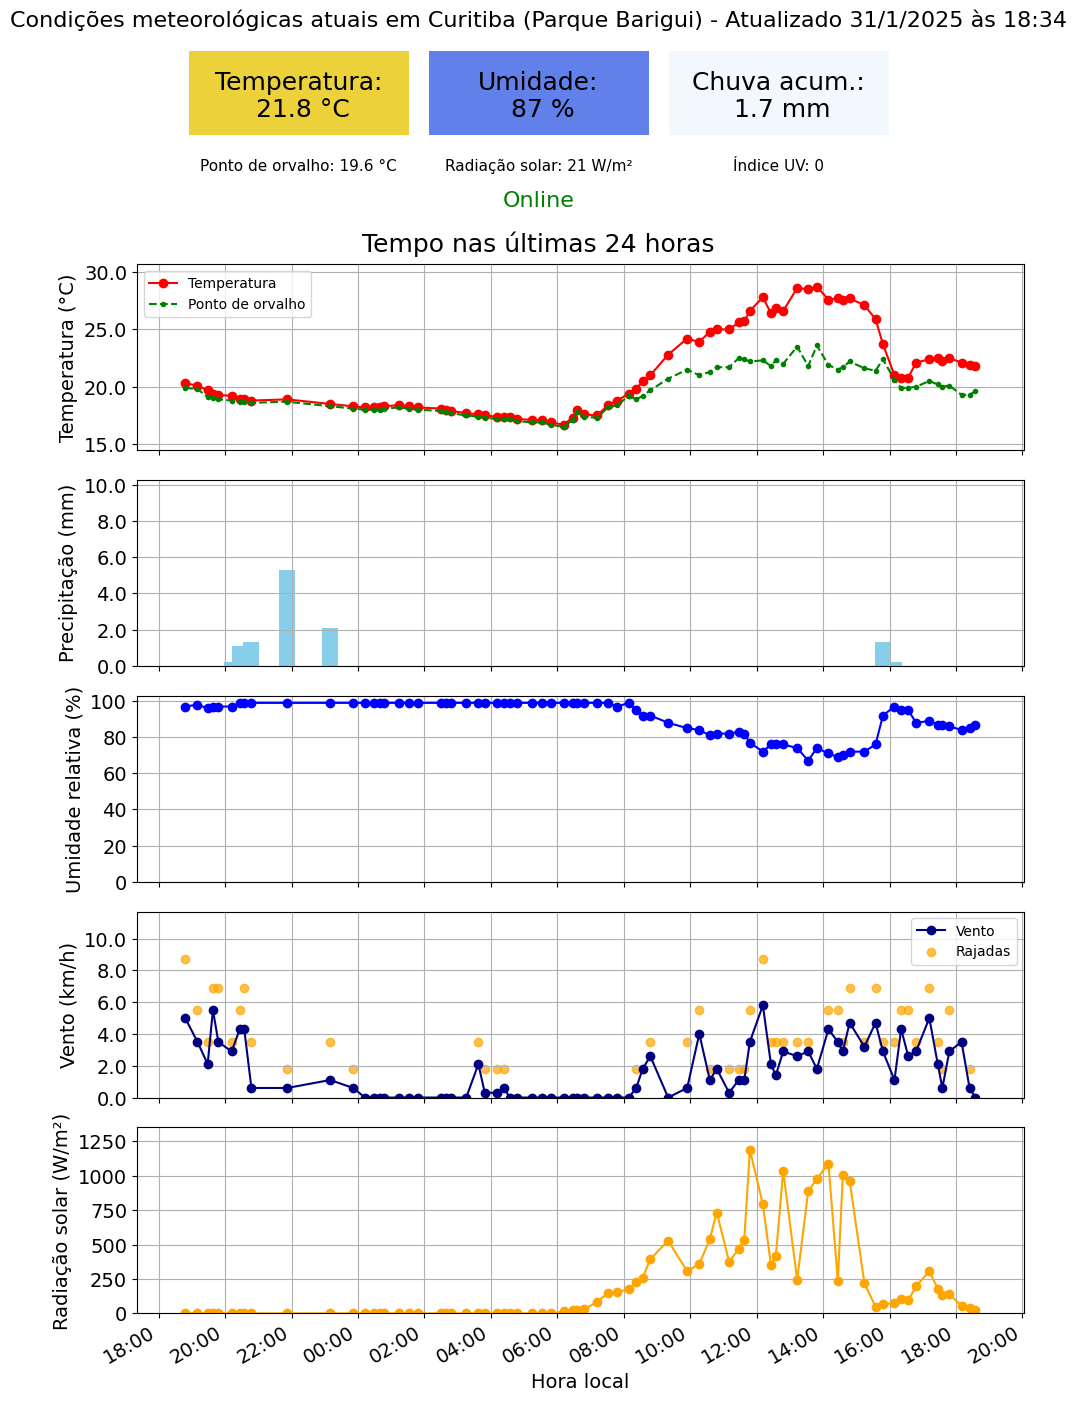 Condições meteorológicas atuais em Curitiba (Parque Barigui) - Atualizado 31/1/2025 às 18:34
Temperatura:
21.8 °C
Umidade:
87 %
Chuva acum.:
1.7 mm
Ponto de orvalho: 19.6 °C
Radiação solar: 21 W/m²
Índice UV: 0
Online
Tempo nas últimas 24 horas
Temperatura (°C)
30.0
25.0
20.0
15.0
Temperatura
Ponto de orvalho
Precipitação (mm)
10.0
8.0
6.0
4.0
2.0
0.0
Umidade relativa (%)
100
80
60
40
20
0
Vento (km/h)
10.0
8.0
6.0
4.0
2.0
0.0
Vento
Rajadas
Radiação solar (W/m²)
1250
1000
750
500
250
0
18:00
20:00
22:00
00:00
02:00
04:00
06:00
08:00
10:00
12:00
14:00
16:00
18:00
20:00
Hora local